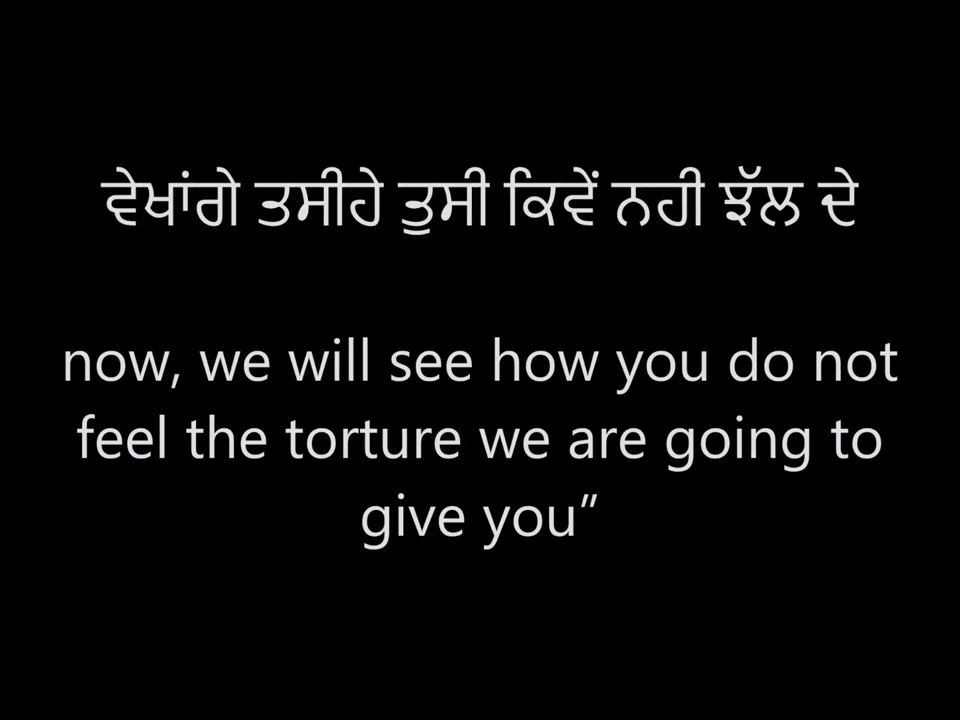 ਵੇਖਾਂਗੇ ਤਸੀਹੇ ਤੁਸੀ ਕਿਵੇਂ ਨਹੀ ਝੱਲ ਦੇ
now, we will see how you do not
feel the torture we are going to
give you”